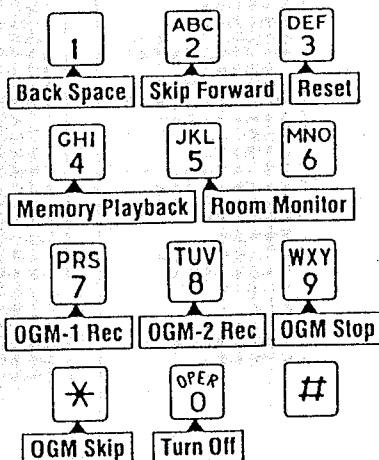 ABC DEF
1 2 3
Back Space Skip Forward Reset
GHI JKL MNO
4 5 6
Memory Playback Room Monitor
PRS TUV WXY
7 8 9
OGM-1 Rec OGM-2 Rec OGM Stop
OPER
* 0 #
OGM Skip Turn Off